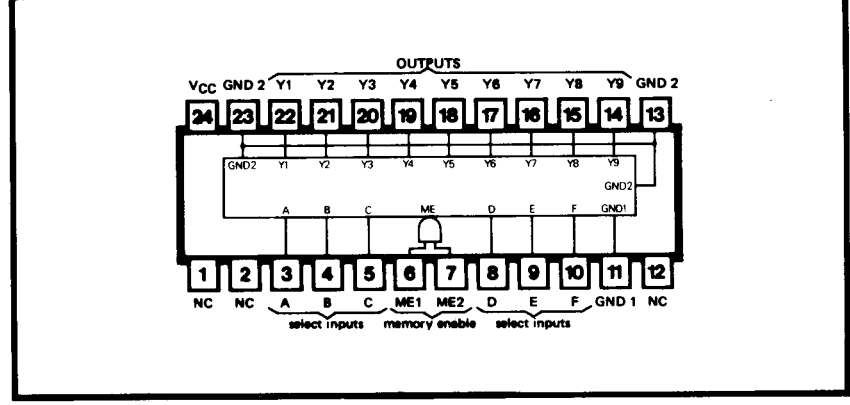 OUTPUTS
VCC GND 2 Y1 Y2 Y3 Y4 Y5 Y6 Y7 Y8 Y9 GND 2
24 23 22 21 20 19 18 17 16 15 14 13
GND2 Y1 Y2 Y3 Y4 Y5 Y6 Y7 Y8 Y9
GND2
A B C ME D E F GND1
1 2 3 4 5 6 7 8 9 10 11 12
NC NC A B C ME1 ME2 D E F GND 1 NC
select inputs memory enable select inputs